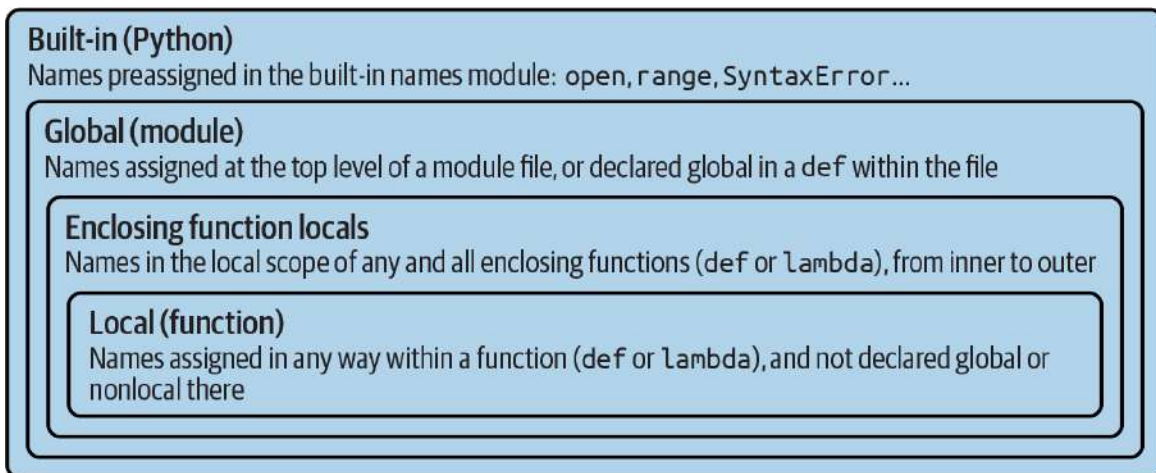 Built-in (Python)
Names preassigned in the built-in names module: open, range, SyntaxError...
Global (module)
Names assigned at the top level of a module file, or declared global in a def within the file
Enclosing function locals
Names in the local scope of any and all enclosing functions (def or lambda), from inner to outer
Local (function)
Names assigned in any way within a function (def or lambda), and not declared global or
nonlocal there